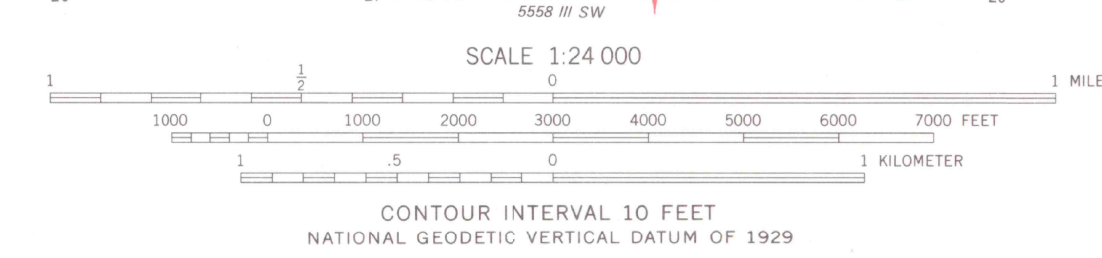 5558 III SW
SCALE 1:24 000
1 1/2 0 1 MILE
1000 0 1000 2000 3000 4000 5000 6000 7000 FEET
1 .5 0 1 KILOMETER
CONTOUR INTERVAL 10 FEET
NATIONAL GEODETIC VERTICAL DATUM OF 1929